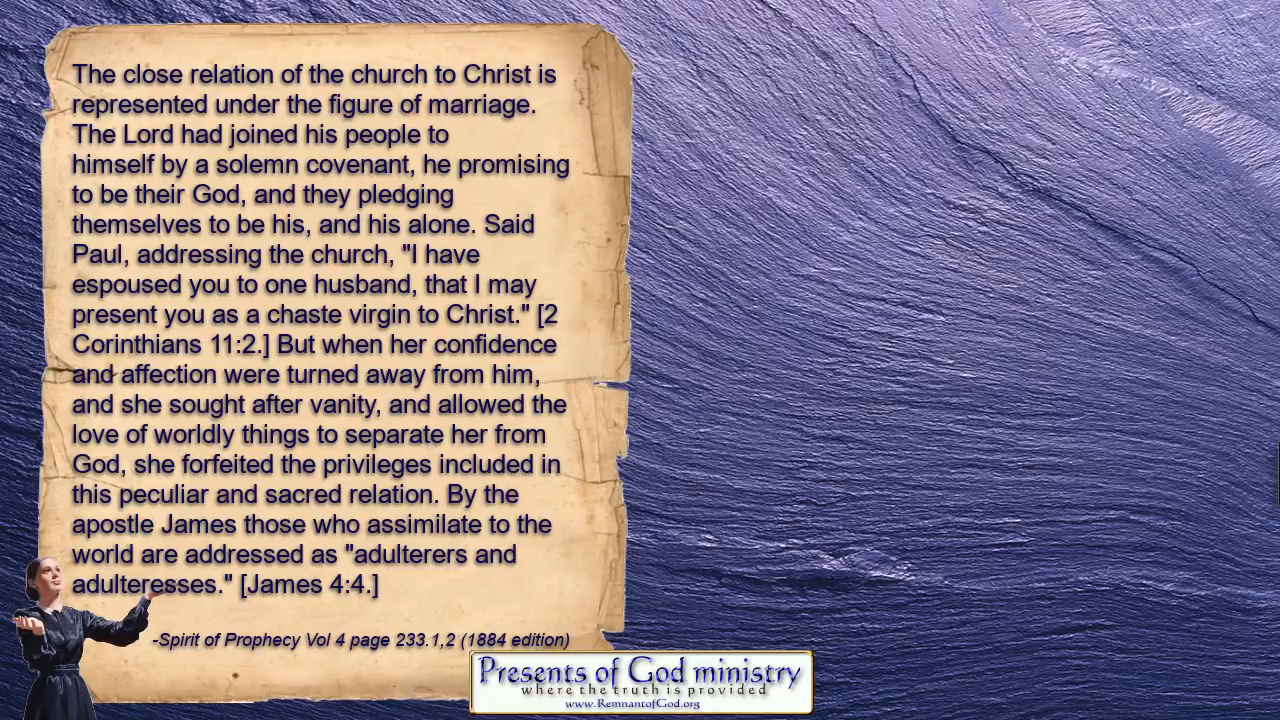 The close relation of the church to Christ is
represented under the figure of marriage.
The Lord had joined his people to
himself by a solemn covenant, he promising
to be their God, and they pledging
themselves to be his, and his alone. Said
Paul, addressing the church, "I have
espoused you to one husband, that I may
present you as a chaste virgin to Christ." [2
Corinthians 11:2.] But when her confidence
and affection were turned away from him,
and she sought after vanity, and allowed the
love of worldly things to separate her from
God, she forfeited the privileges included in
this peculiar and sacred relation. By the
apostle James those who assimilate to the
world are addressed as "adulterers and
adulteresses." [James 4:4.]
-Spirit of Prophecy Vol 4 page 233.1,2 (1884 edition)
Presents of God ministry
where the truth is provided
www.RemnantofGod.org